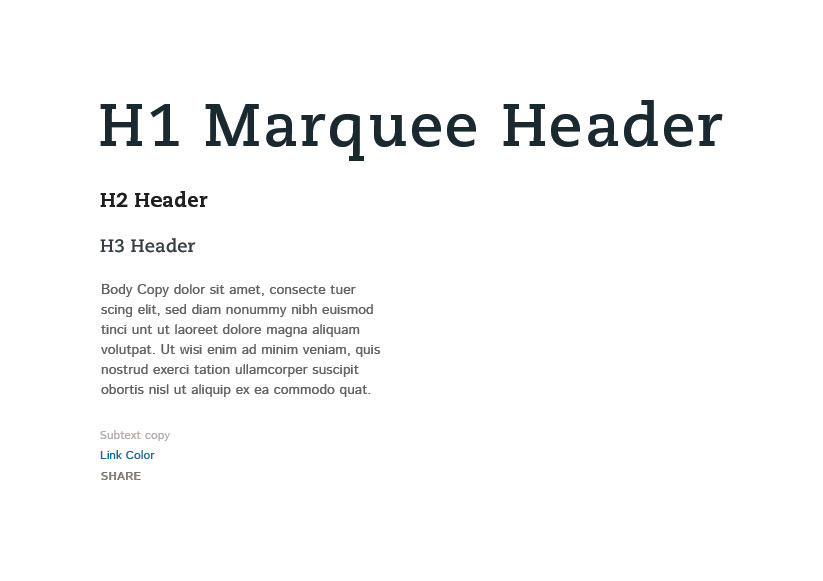 H1 Marquee Header
H2 Header
H3 Header
Body Copy dolor sit amet, consecte tuer
scing elit, sed diam nonummy nibh euismod
tinci unt ut laoreet dolore magna aliquam
volutpat. Ut wisi enim ad minim veniam, quis
nostrud exerci tation ullamcorper suscipit
obortis nisl ut aliquip ex ea commodo quat.
Subtext copy
Link Color
SHARE